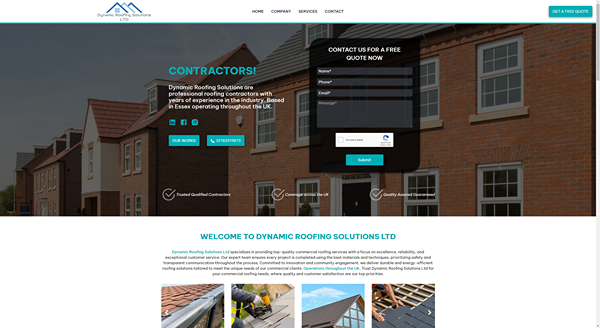 Dynamic Roofing Solutions
LTD
HOME COMPANY SERVICES CONTACT
GET A FREE QUOTE
CONTRACTORS!
Dynamic Roofing Solutions are
professional roofing contractors with
years of experience in the industry. Based
in Essex operating throughout the UK.
OUR WORKS
CONTACT US FOR A FREE
QUOTE NOW
Name*
Phone*
Email*
Message*
Submit
Trusted Qualified Contractors
Coverage across the UK
Quality Assured Guaranteed
WELCOME TO DYNAMIC ROOFING SOLUTIONS LTD
Dynamic Roofing Solutions Ltd specializes in providing top-quality commercial roofing services with a focus on excellence, reliability, and
exceptional customer service. Our expert team ensures every project is completed using the best materials and techniques, prioritising safety and
transparent communication throughout the process. Committed to innovation and community engagement, we deliver durable and energy-efficient
roofing solutions tailored to meet the unique needs of our commercial clients. Operations throughout the UK. Trust Dynamic Roofing Solutions Ltd for
your commercial roofing needs, where quality and customer satisfaction are our top priorities.